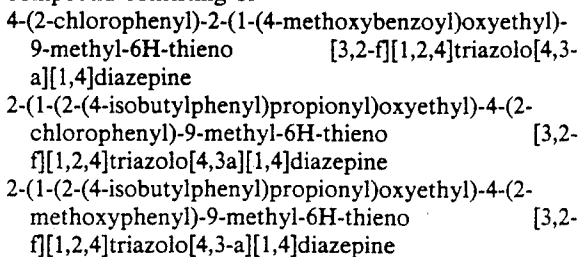 4-(2-chlorophenyl)-2-(1-(4-methoxybenzoyl)oxyethyl)-
9-methyl-6H-thieno [3,2-f][1,2,4]triazolo[4,3-
a][1,4]diazepine
2-(1-(2-(4-isobutylphenyl)propionyl)oxyethyl)-4-(2-
chlorophenyl)-9-methyl-6H-thieno [3,2-
f][1,2,4]triazolo[4,3a][1,4]diazepine
2-(1-(2-(4-isobutylphenyl)propionyl)oxyethyl)-4-(2-
methoxyphenyl)-9-methyl-6H-thieno [3,2-
f][1,2,4]triazolo[4,3-a][1,4]diazepine